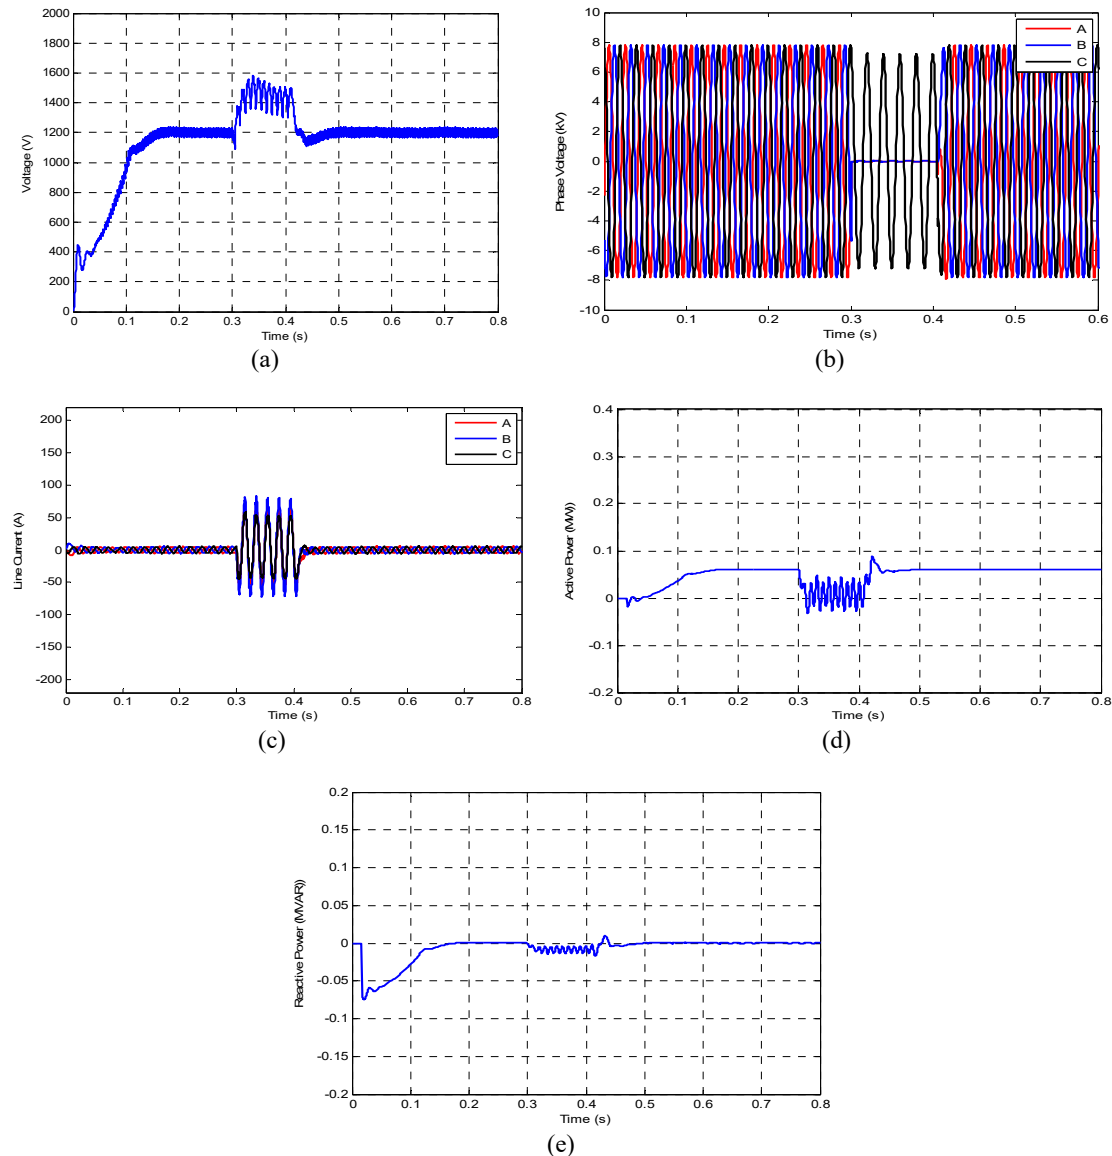 2000
1800
1600
1400
1200
1000
800
600
400
200
0
Voltage (V)
0 0.1 0.2 0.3 0.4 0.5 0.6 0.7 0.8
Time (s)
(a)
10
8
6
4
2
0
-2
-4
-6
-8
-10
Phase Voltage (kV)
A
B
C
0 0.1 0.2 0.3 0.4 0.5 0.6
Time (s)
(b)
200
150
100
50
0
-50
-100
-150
-200
Line Current (A)
A
B
C
0 0.1 0.2 0.3 0.4 0.5 0.6 0.7 0.8
Time (s)
(c)
0.4
0.3
0.2
0.1
0
-0.1
-0.2
Active Power (MW)
0 0.1 0.2 0.3 0.4 0.5 0.6 0.7 0.8
Time (s)
(d)
0.2
0.15
0.1
0.05
0
-0.05
-0.1
-0.15
-0.2
Reactive Power (MVAR))
0 0.1 0.2 0.3 0.4 0.5 0.6 0.7 0.8
Time (s)
(e)